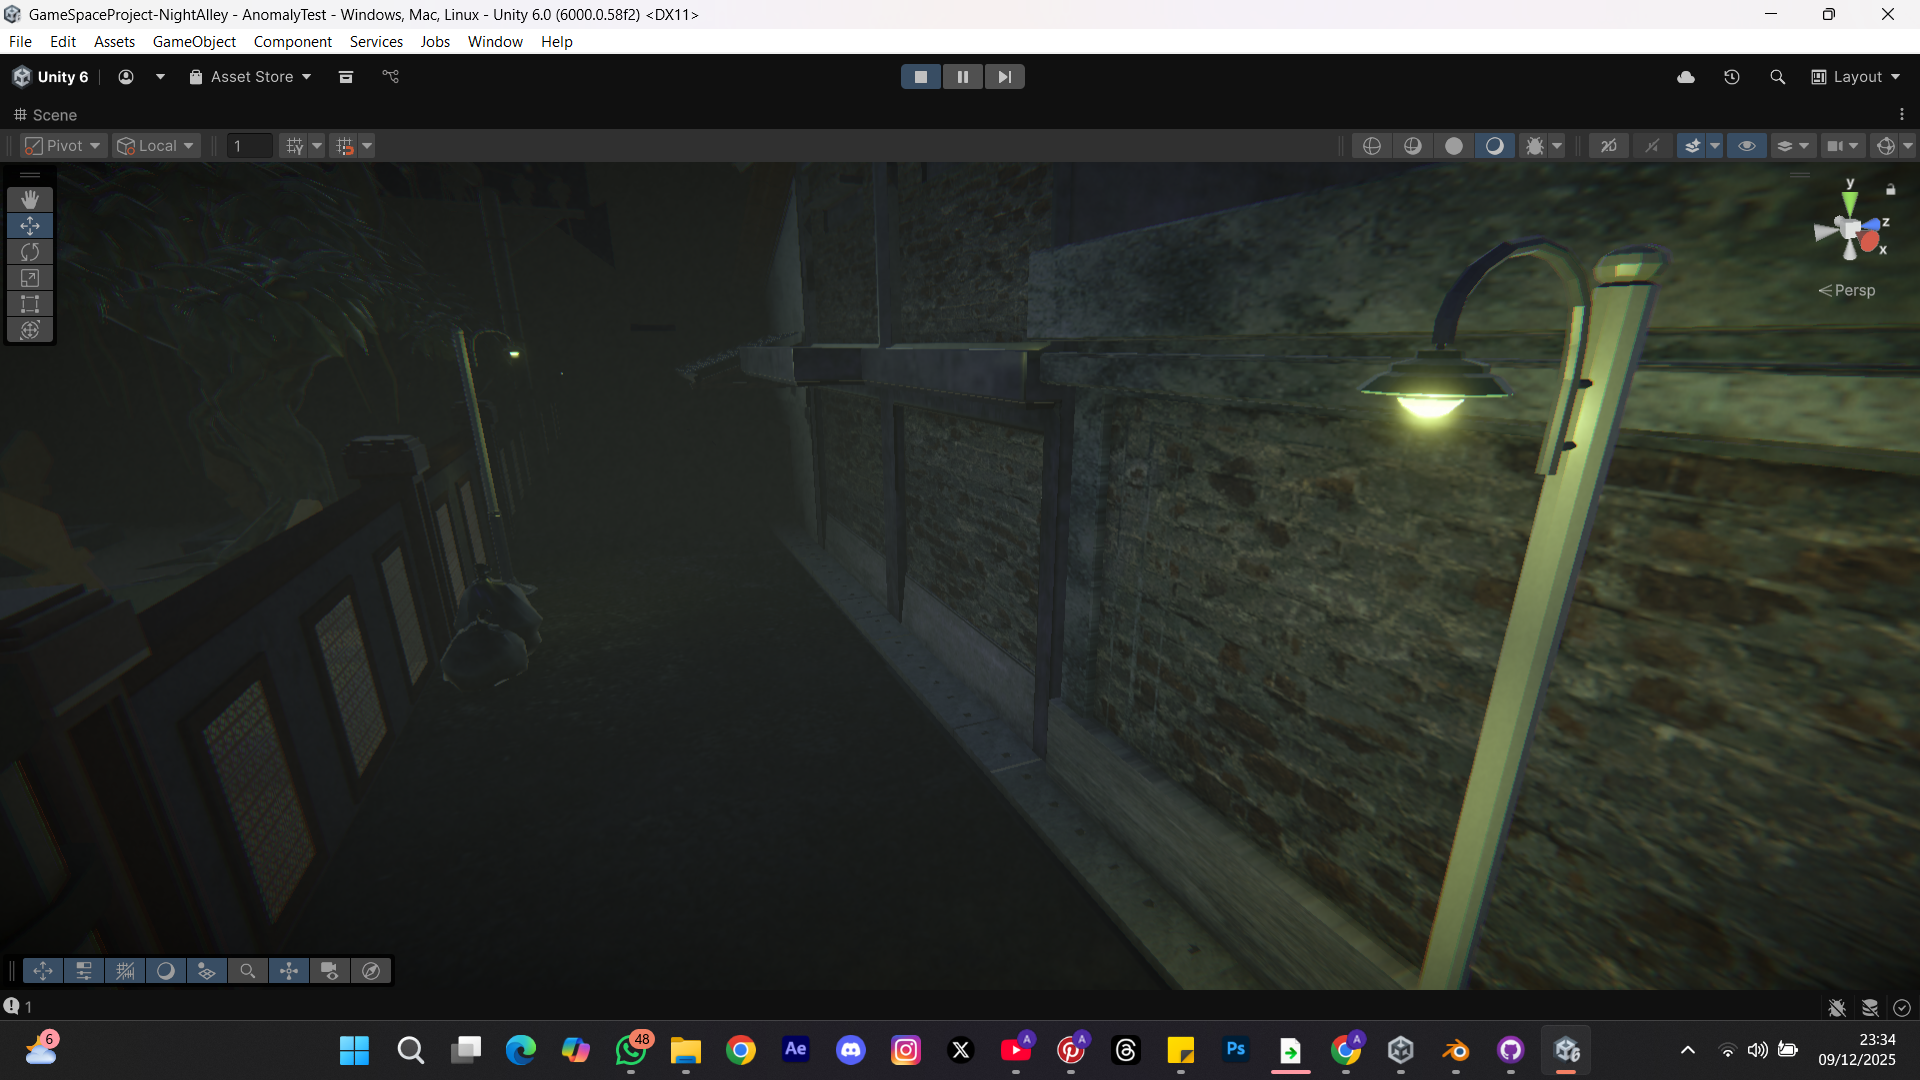 GameSpaceProject-NightAlley - AnomalyTest - Windows, Mac, Linux - Unity 6.0 (6000.0.58f2) <DX11>
File Edit Assets GameObject Component Services Jobs Window Help
Unity 6 Asset Store Layout
Scene
Pivot Local 1 2D
y
z
x
Persp
1
6
48
Ae
A
A
Ps
A
6
23:34
09/12/2025